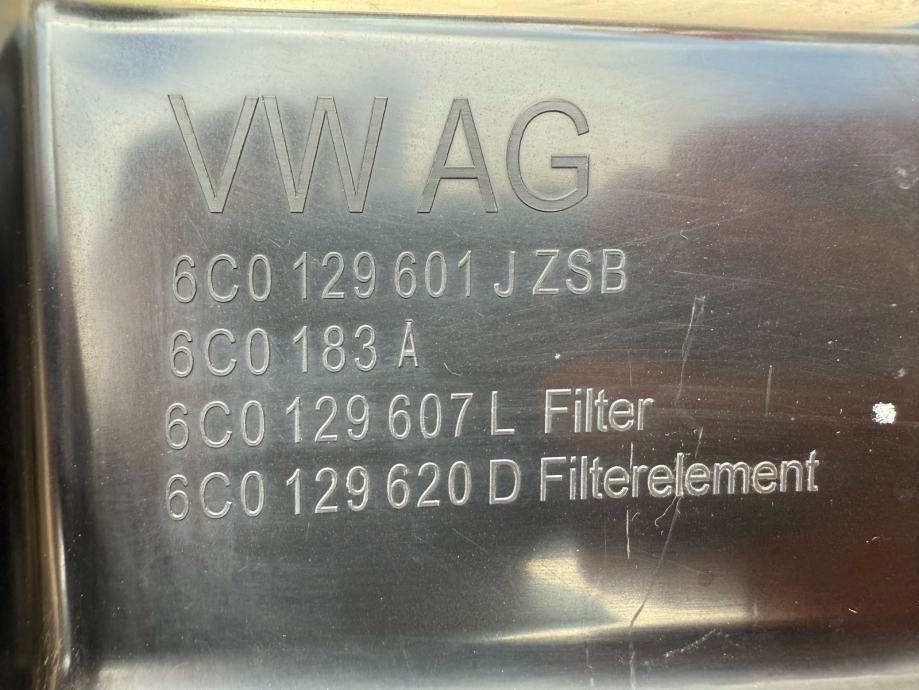 VW AG
6C0 129 601 J ZSB
6C0 183 A
6C0 129 607 L Filter
6C0 129 620 D Filterelement